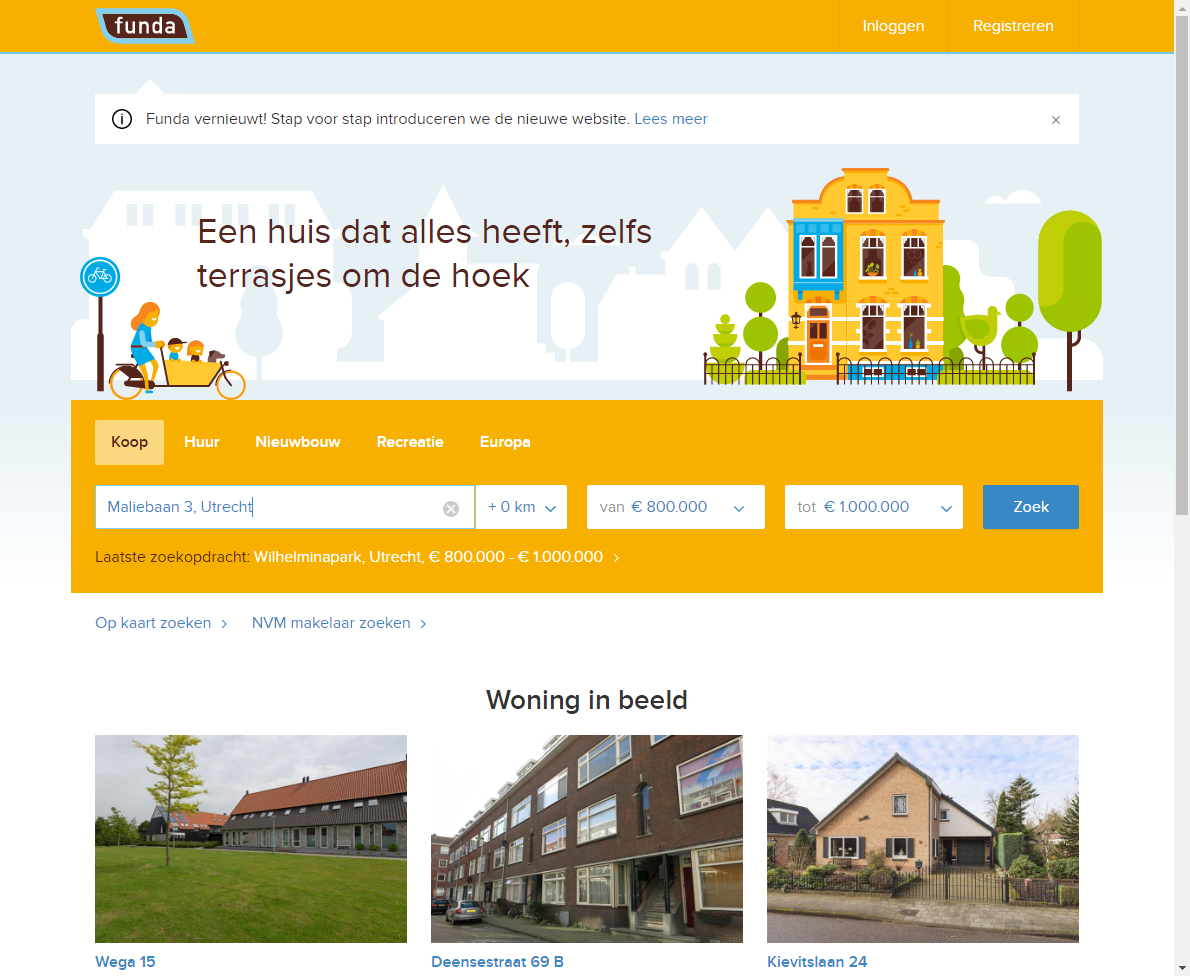 funda
Inloggen
Registreren
Funda vernieuwt! Stap voor stap introduceren we de nieuwe website. Lees meer
Een huis dat alles heeft, zelfs
terrasjes om de hoek
Koop
Huur
Nieuwbouw
Recreatie
Europa
Maliebaan 3, Utrecht
+ 0 km
van € 800.000
tot € 1.000.000
Zoek
Laatste zoekopdracht: Wilhelminapark, Utrecht, € 800.000 - € 1.000.000
Op kaart zoeken
NVM makelaar zoeken
Woning in beeld
Wega 15
Deensestraat 69 B
Kievitslaan 24